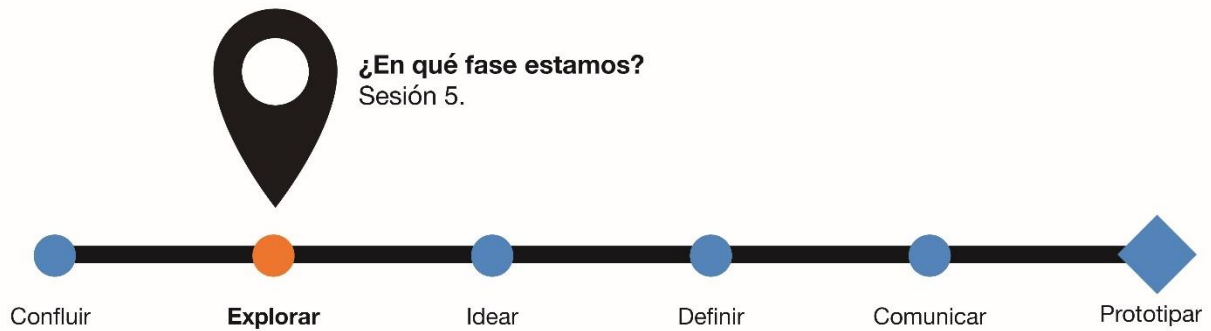 ¿En qué fase estamos?
Sesión 5.
Confluir
Explorar
Idear
Definir
Comunicar
Prototipar